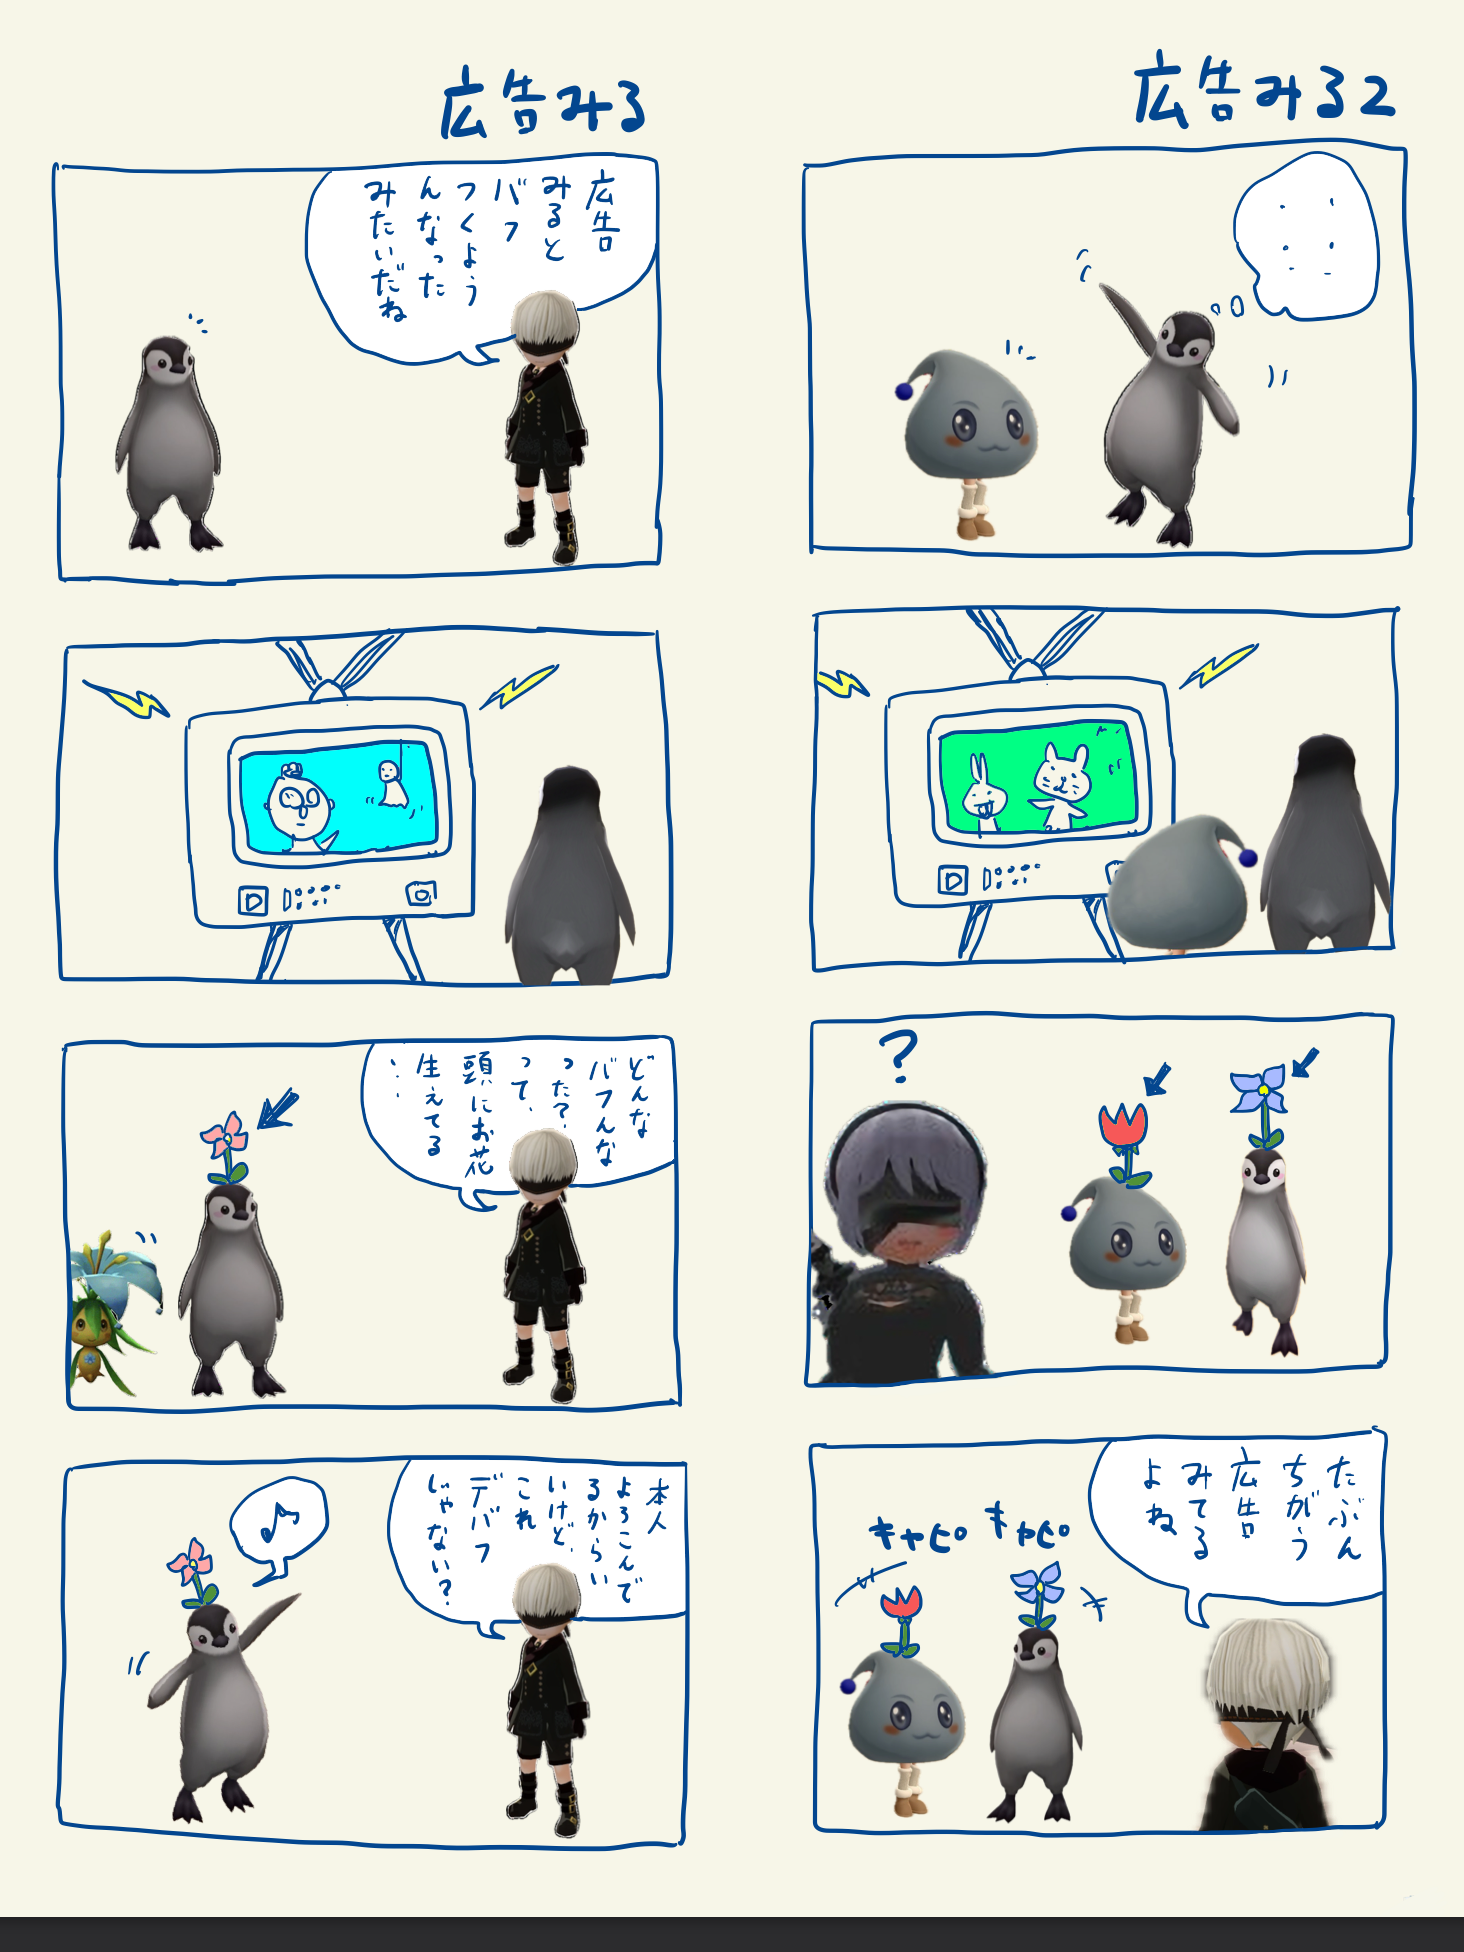 広告みる
広告
みると
バフ
つくよう
んなった
みたいだね
どんな
バフんな
った?
って、
頭にお花
生えてる
・・・
本人
よろこんで
るからい
いけど、
これ
デバフ
じゃない?
広告みる2
?
たぶん
ちがう
広告
みてる
よね
キャピ
キャピ